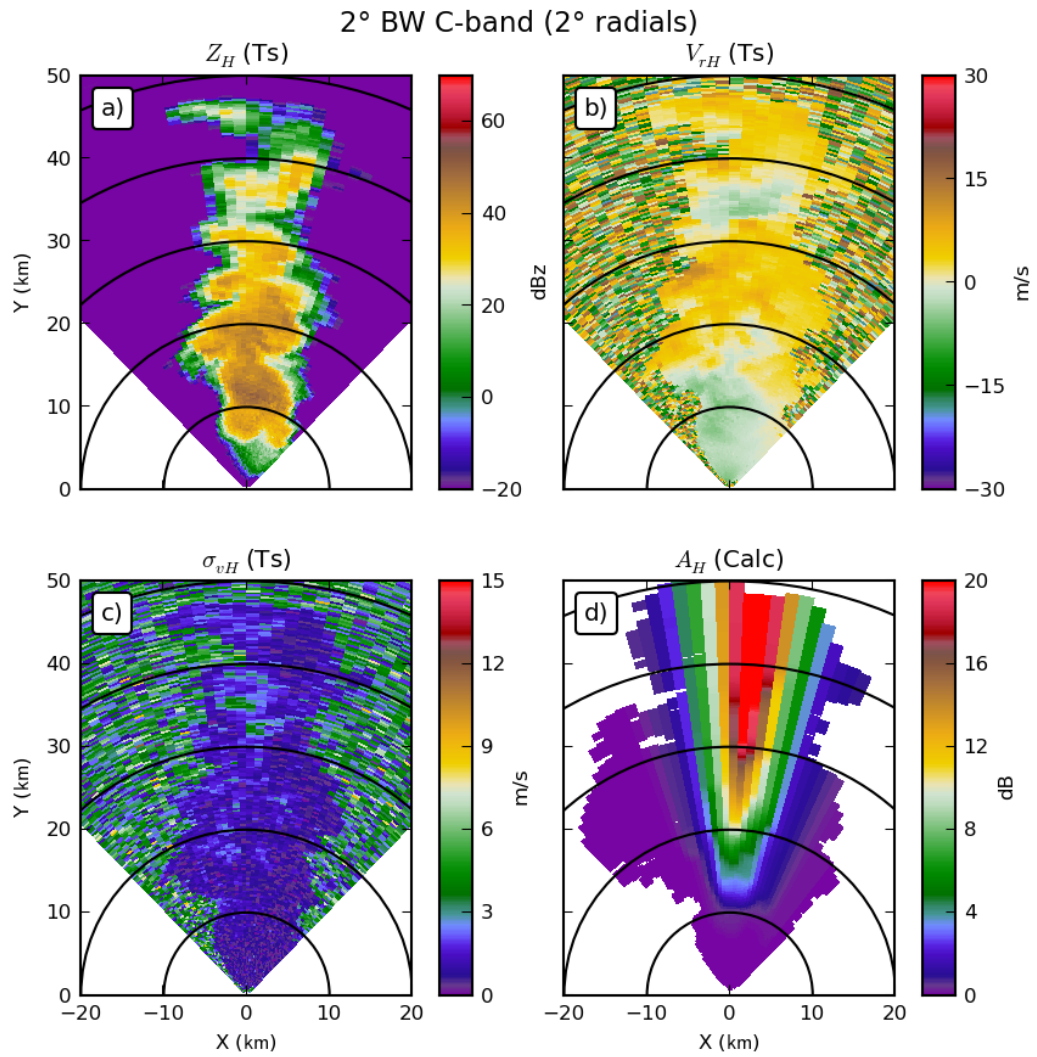 2° BW C-band (2° radials)
Z_H (Ts)
V_rH (Ts)
a)
b)
50
40
30
20
10
0
Y (km)
60
40
20
0
−20
dBz
30
15
0
−15
−30
m/s
σ_vH (Ts)
A_H (Calc)
c)
d)
50
40
30
20
10
0
Y (km)
−20 −10 0 10 20
X (km)
15
12
9
6
3
0
m/s
−20 −10 0 10 20
X (km)
20
16
12
8
4
0
dB